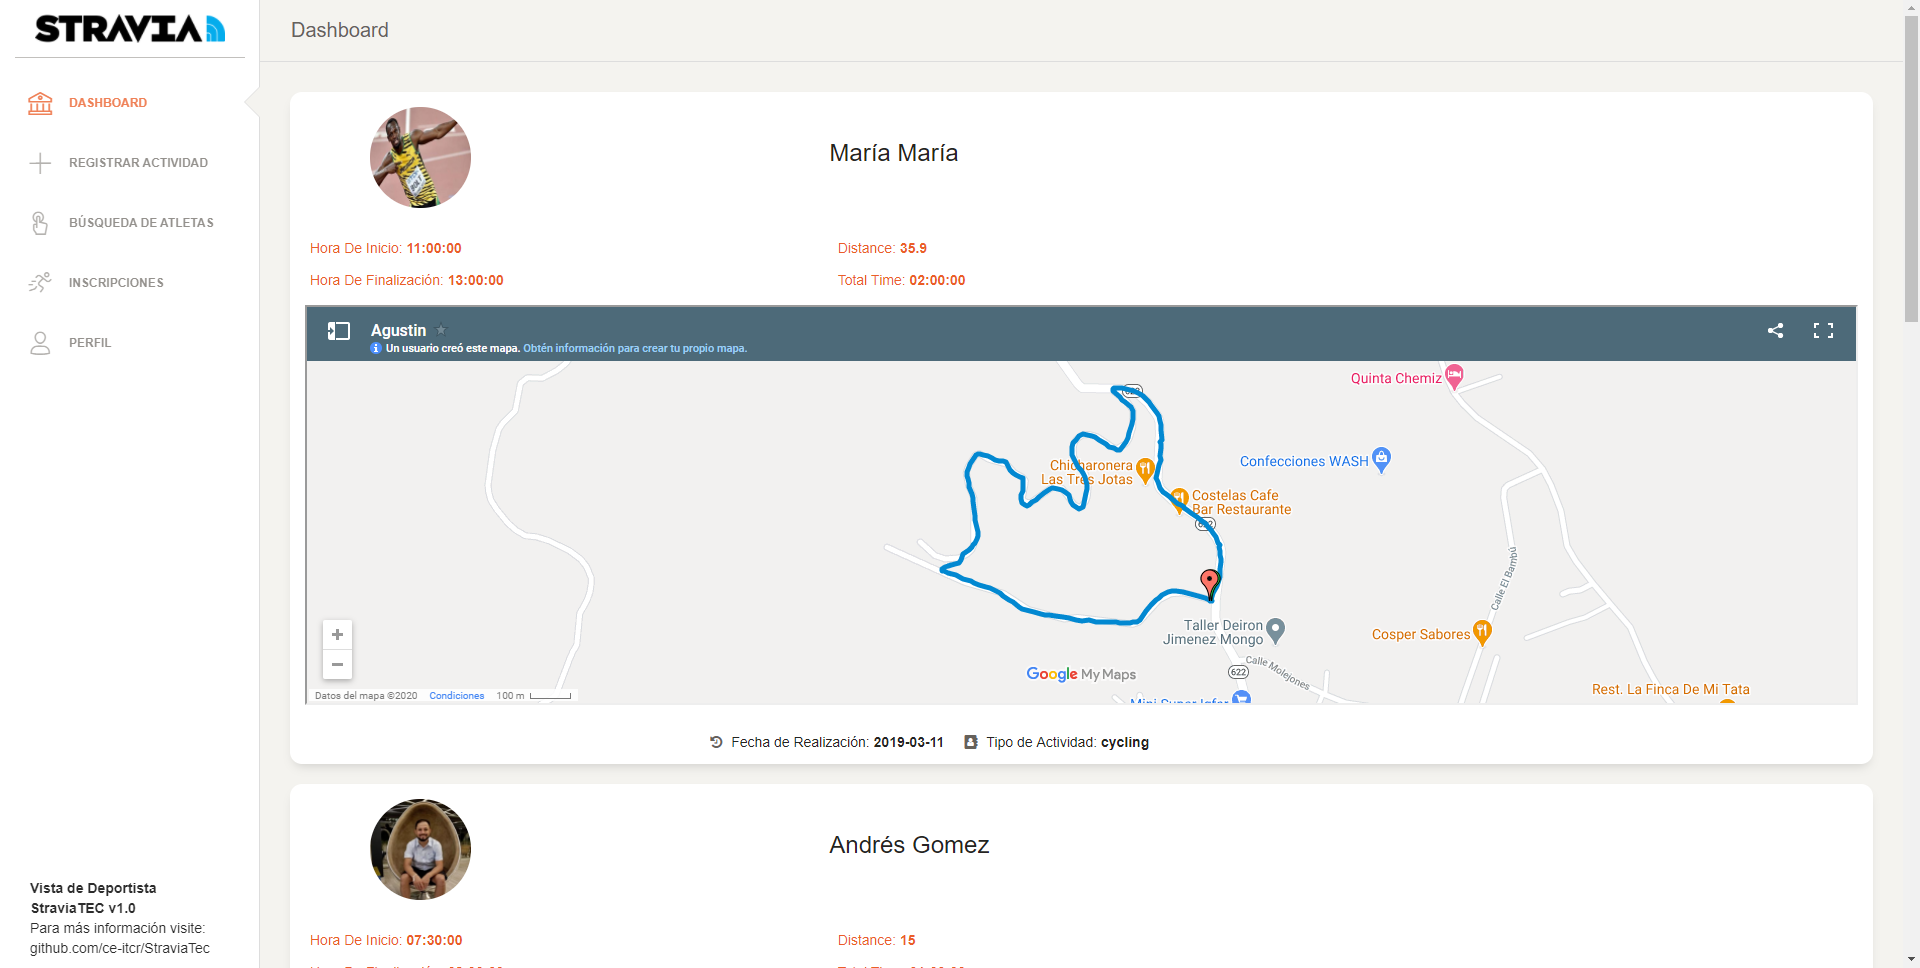 STRAVIA
Dashboard
DASHBOARD
REGISTRAR ACTIVIDAD
BÚSQUEDA DE ATLETAS
INSCRIPCIONES
PERFIL
Vista de Deportista
StraviaTEC v1.0
Para más información visite:
github.com/ce-itcr/StraviaTec
María María
Hora De Inicio: 11:00:00
Distance: 35.9
Hora De Finalización: 13:00:00
Total Time: 02:00:00
Agustin
Un usuario creó este mapa. Obtén información para crear tu propio mapa.
Quinta Chemiz
Confecciones WASH
Chicharonera
Las Tres Jotas
Costelas Cafe
Bar Restaurante
Calle El Bambú
Taller Deiron
Jimenez Mongo
Cosper Sabores
622
Calle Molejones
Google My Maps
Rest. La Finca De Mi Tata
Datos del mapa ©2020 Condiciones 100 m
Fecha de Realización: 2019-03-11 Tipo de Actividad: cycling
Andrés Gomez
Hora De Inicio: 07:30:00
Distance: 15